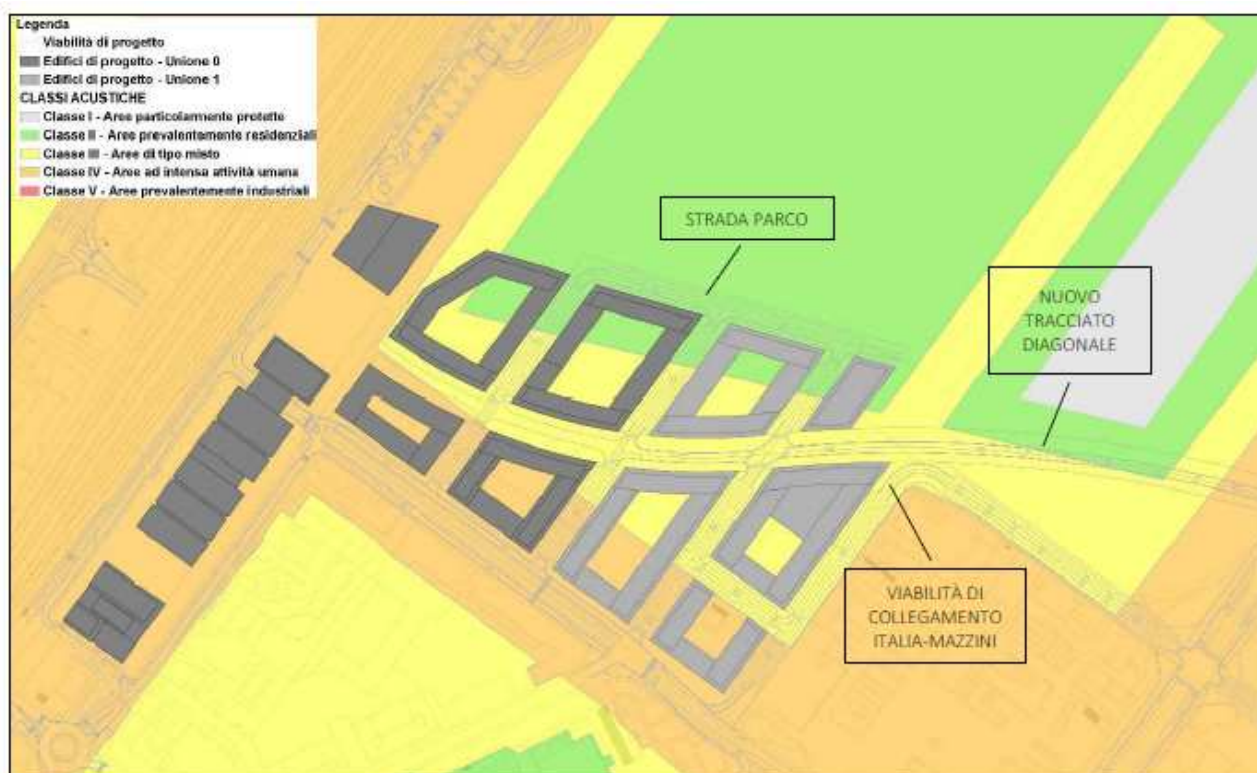 Legenda
Viabilità di progetto
Edifici di progetto - Unione 0
Edifici di progetto - Unione 1
CLASSI ACUSTICHE
Classe I - Aree particolarmente protette
Classe II - Aree prevalentemente residenziali
Classe III - Aree di tipo misto
Classe IV - Aree ad intensa attività umana
Classe V - Aree prevalentemente industriali
STRADA PARCO
NUOVO
TRACCIATO
DIAGONALE
VIABILITÀ DI
COLLEGAMENTO
ITALIA-MAZZINI